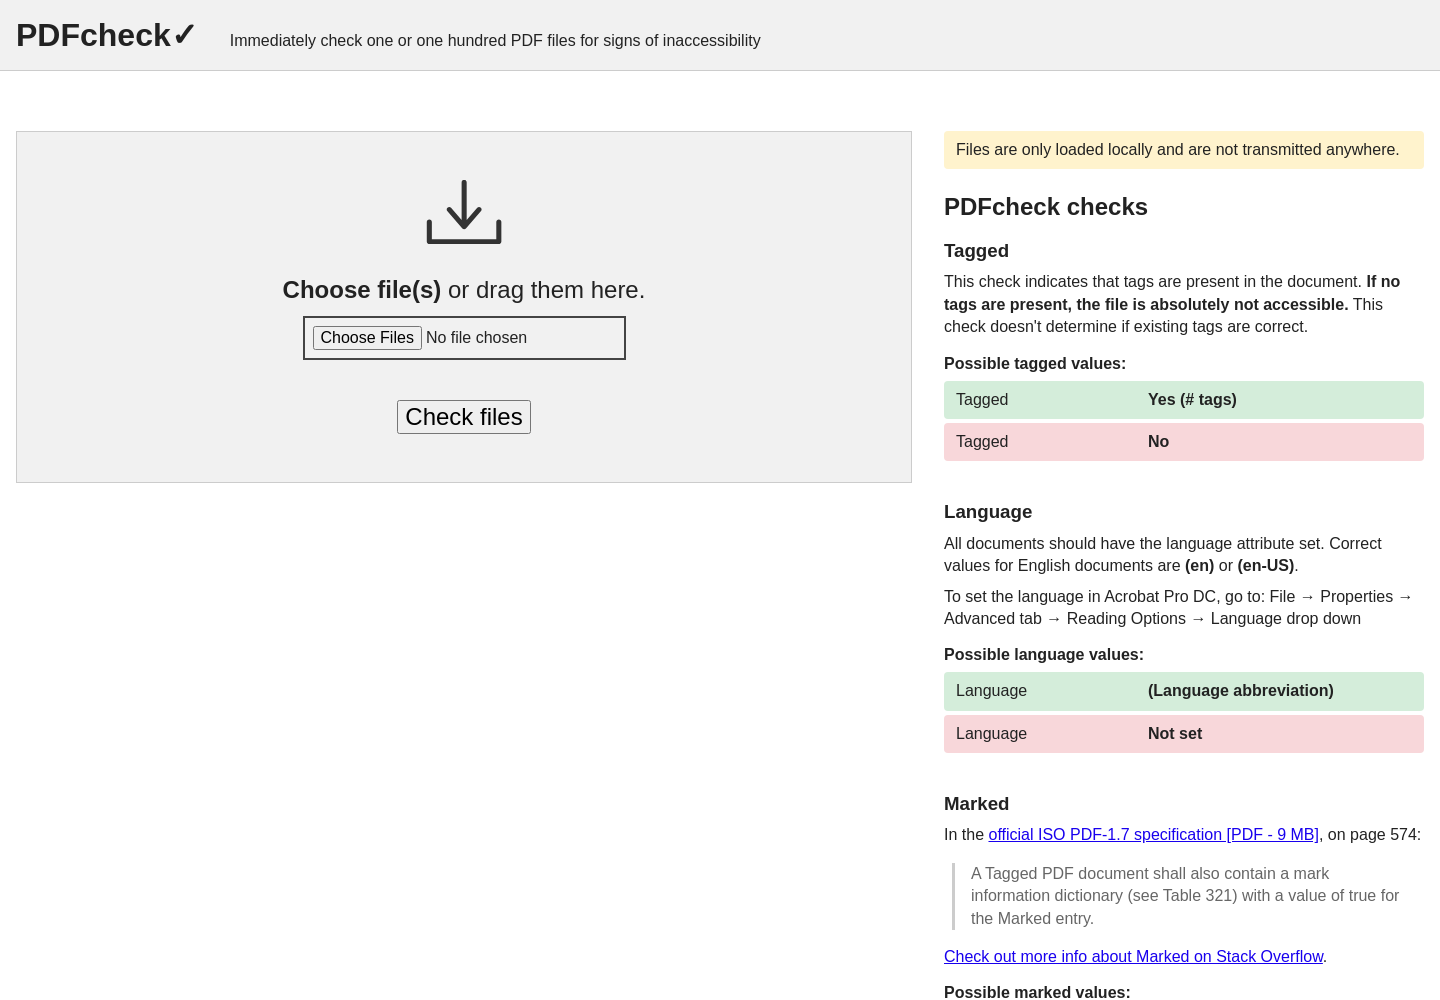 PDFcheck✓
Immediately check one or one hundred PDF files for signs of inaccessibility
Choose file(s) or drag them here.
Choose Files No file chosen
Check files
Files are only loaded locally and are not transmitted anywhere.
PDFcheck checks
Tagged
This check indicates that tags are present in the document. If no
tags are present, the file is absolutely not accessible. This
check doesn't determine if existing tags are correct.
Possible tagged values:
Tagged Yes (# tags)
Tagged No
Language
All documents should have the language attribute set. Correct
values for English documents are (en) or (en-US).
To set the language in Acrobat Pro DC, go to: File → Properties →
Advanced tab → Reading Options → Language drop down
Possible language values:
Language (Language abbreviation)
Language Not set
Marked
In the official ISO PDF-1.7 specification [PDF - 9 MB], on page 574:
A Tagged PDF document shall also contain a mark
information dictionary (see Table 321) with a value of true for
the Marked entry.
Check out more info about Marked on Stack Overflow.
Possible marked values: